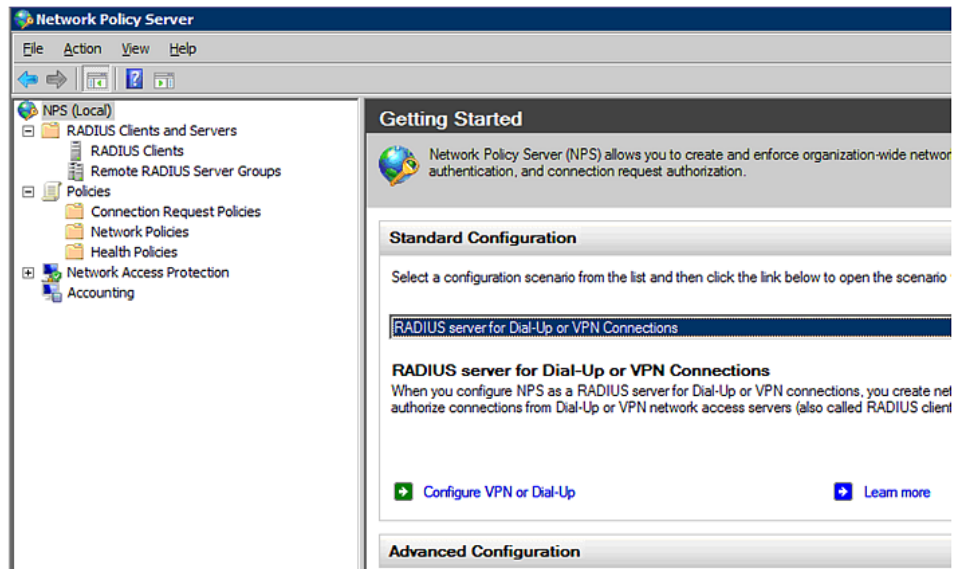 Network Policy Server
File Action View Help
NPS (Local)
RADIUS Clients and Servers
RADIUS Clients
Remote RADIUS Server Groups
Policies
Connection Request Policies
Network Policies
Health Policies
Network Access Protection
Accounting
Getting Started
Network Policy Server (NPS) allows you to create and enforce organization-wide networ
authentication, and connection request authorization.
Standard Configuration
Select a configuration scenario from the list and then click the link below to open the scenario
RADIUS server for Dial-Up or VPN Connections
RADIUS server for Dial-Up or VPN Connections
When you configure NPS as a RADIUS server for Dial-Up or VPN connections, you create net
authorize connections from Dial-Up or VPN network access servers (also called RADIUS client
Configure VPN or Dial-Up Learn more
Advanced Configuration